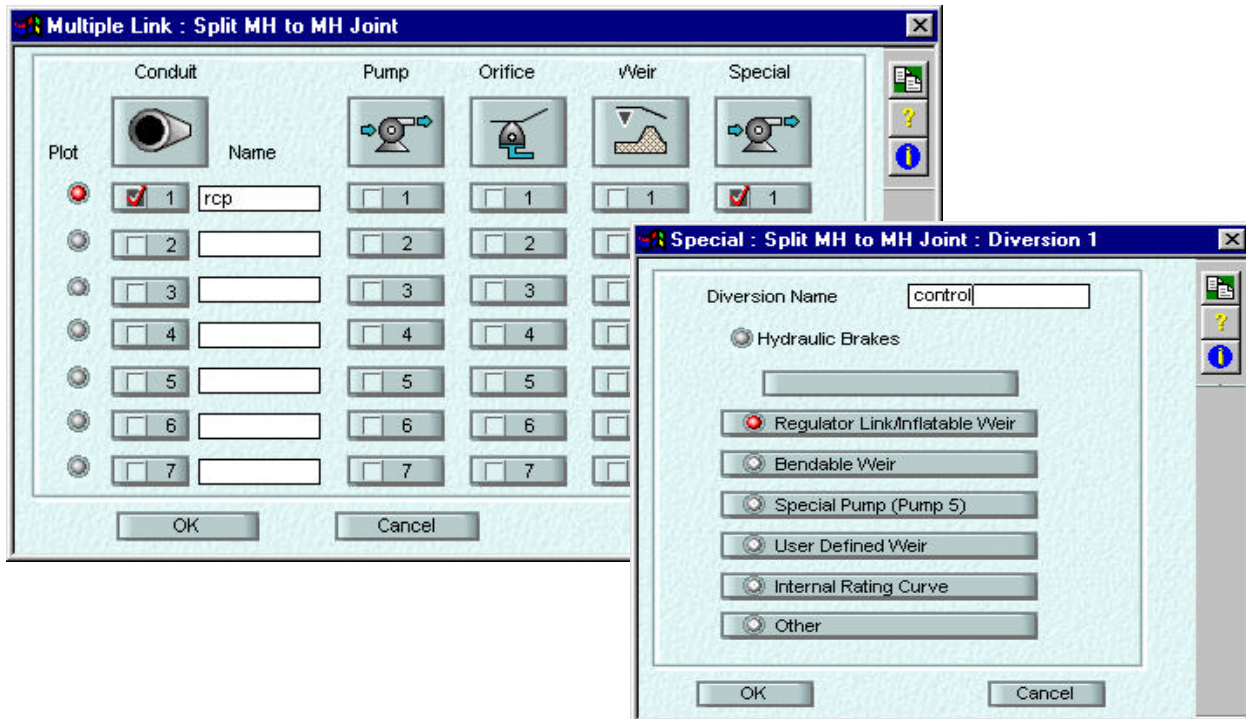 Multiple Link : Split MH to MH Joint
Conduit Pump Orifice Weir Special
Plot Name
1 rcp 1 1 1 1
2 2 2
3 3 3
4 4 4
5 5 5
6 6 6
7 7 7
OK Cancel
Special : Split MH to MH Joint : Diversion 1
Diversion Name control
Hydraulic Brakes
Regulator Link/Inflatable Weir
Bendable Weir
Special Pump (Pump 5)
User Defined Weir
Internal Rating Curve
Other
OK Cancel